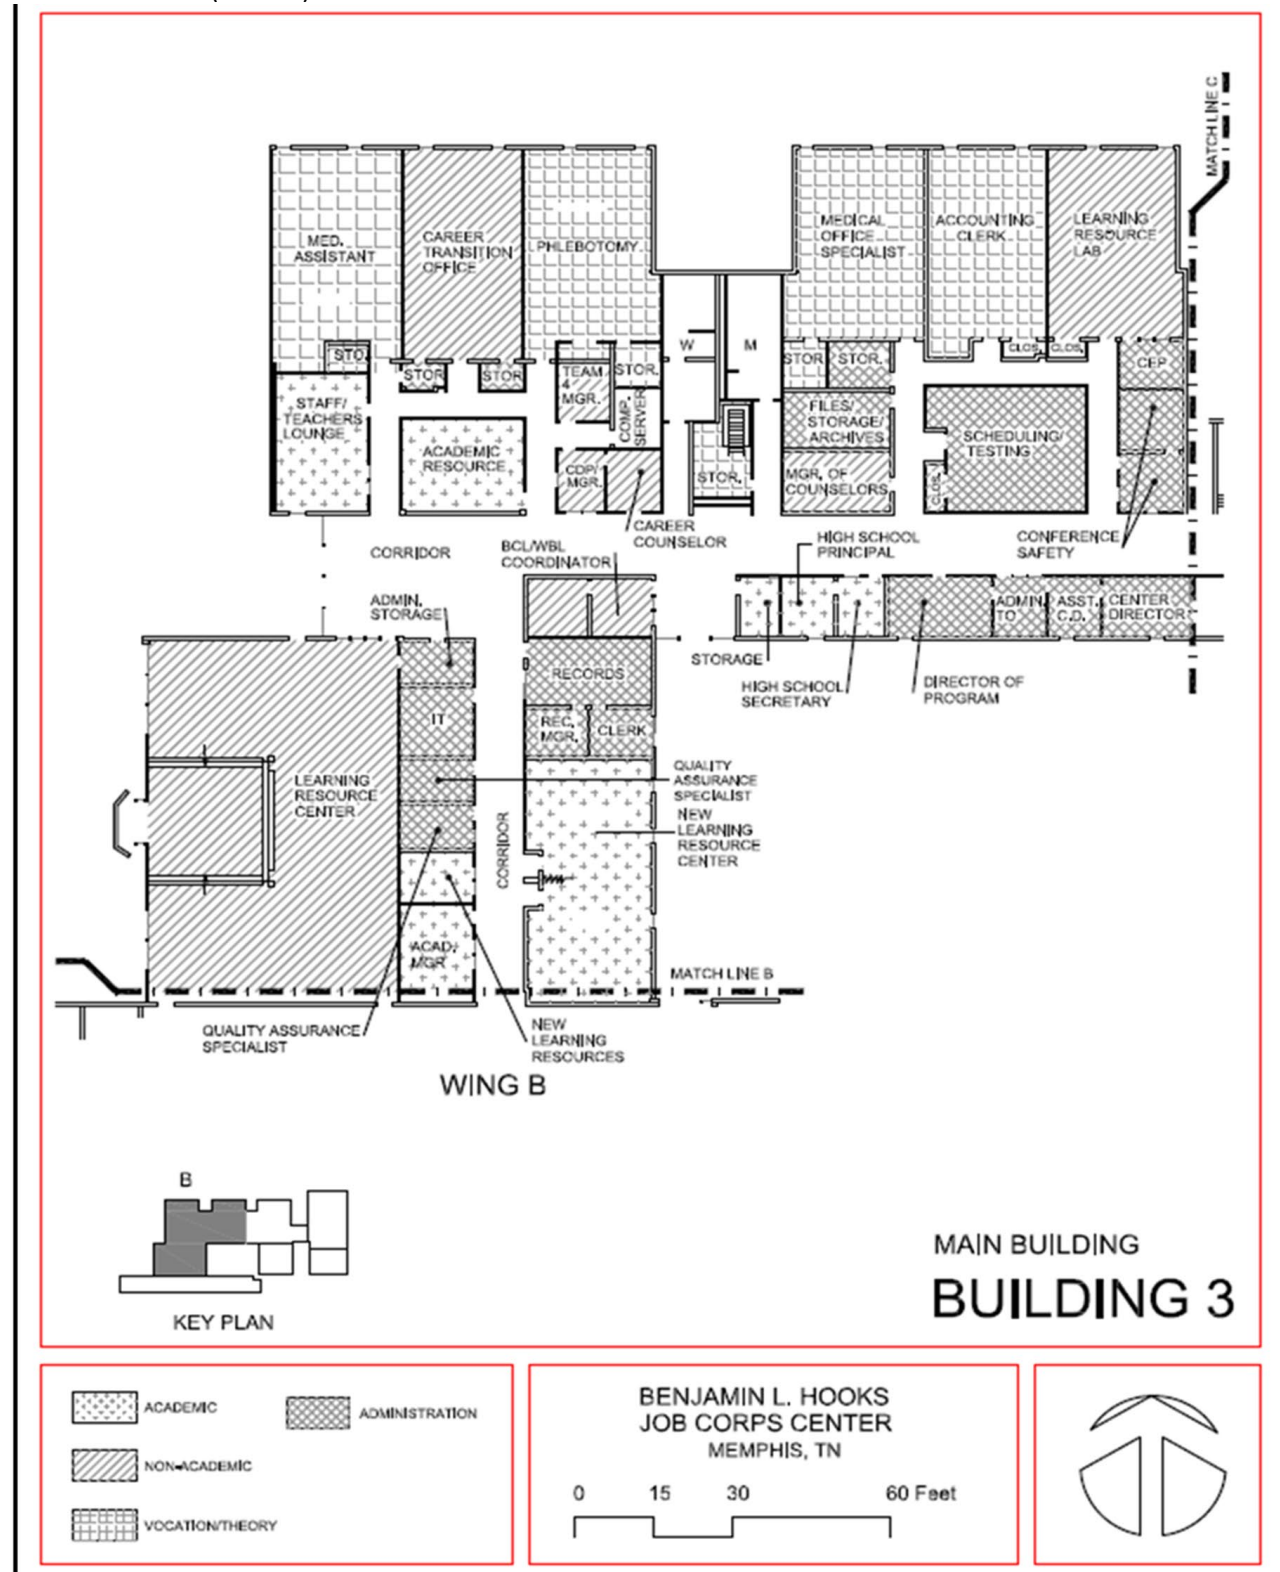 MATCH LINE C
MED.
ASSISTANT
CAREER
TRANSITION
OFFICE
PHLEBOTOMY
MEDICAL
OFFICE
SPECIALIST
ACCOUNTING
CLERK
LEARNING
RESOURCE
LAB
W
M
STO.
STOR
STOR
TEAM
4
MGR.
STOR.
STOR
STOR.
CLOS.
CLOS.
CEP
STAFF/
TEACHERS
LOUNGE
ACADEMIC
RESOURCE
COMP.
SERVER
FILES/
STORAGE/
ARCHIVES
SCHEDULING/
TESTING
CDP/
MGR.
STOR.
MGR. OF
COUNSELORS
CLOS.
CAREER
COUNSELOR
CORRIDOR
BCL/WBL
COORDINATOR
HIGH SCHOOL
PRINCIPAL
CONFERENCE
SAFETY
ADMIN.
STORAGE
ADMIN.
TO
ASST.
C.D.
CENTER
DIRECTOR
STORAGE
HIGH SCHOOL
SECRETARY
DIRECTOR OF
PROGRAM
RECORDS
IT
REC.
MGR.
CLERK
LEARNING
RESOURCE
CENTER
QUALITY
ASSURANCE
SPECIALIST
NEW
LEARNING
RESOURCE
CENTER
CORRIDOR
ACAD.
MGR
MATCH LINE B
QUALITY ASSURANCE
SPECIALIST
NEW
LEARNING
RESOURCES
WING B
B
KEY PLAN
MAIN BUILDING
BUILDING 3
ACADEMIC
ADMINISTRATION
NON-ACADEMIC
VOCATION/THEORY
BENJAMIN L. HOOKS
JOB CORPS CENTER
MEMPHIS, TN
0 15 30 60 Feet